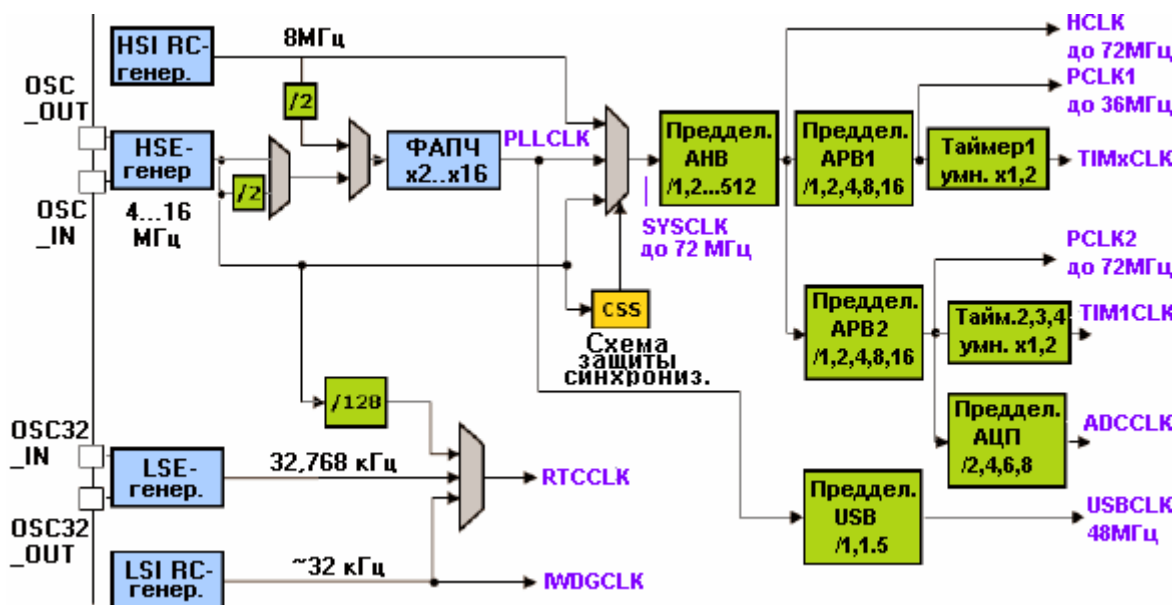 HSI RC-
генер.
8МГц
/2
OSC
_OUT
HSE-
генер
/2
OSC
_IN
4...16
МГц
ФАПЧ
x2..x16
PLLCLK
SYSCLK
до 72 МГц
Преддел.
АНВ
/1,2...512
Преддел.
АРВ1
/1,2,4,8,16
Таймер1
умн. x1,2
HCLK
до 72МГц
PCLK1
до 36МГц
TIMxCLK
PCLK2
до 72МГц
Преддел.
АРВ2
/1,2,4,8,16
Тайм.2,3,4
умн. x1,2
TIM1CLK
Преддел.
АЦП
/2,4,6,8
ADCCLK
Преддел.
USB
/1,1.5
USBCLK
48МГц
CSS
Схема
защиты
синхрониз.
/128
OSC32
_IN
LSE-
генер.
32,768 кГц
RTCCLK
OSC32
_OUT
LSI RC-
генер.
~32 кГц
IWDGCLK